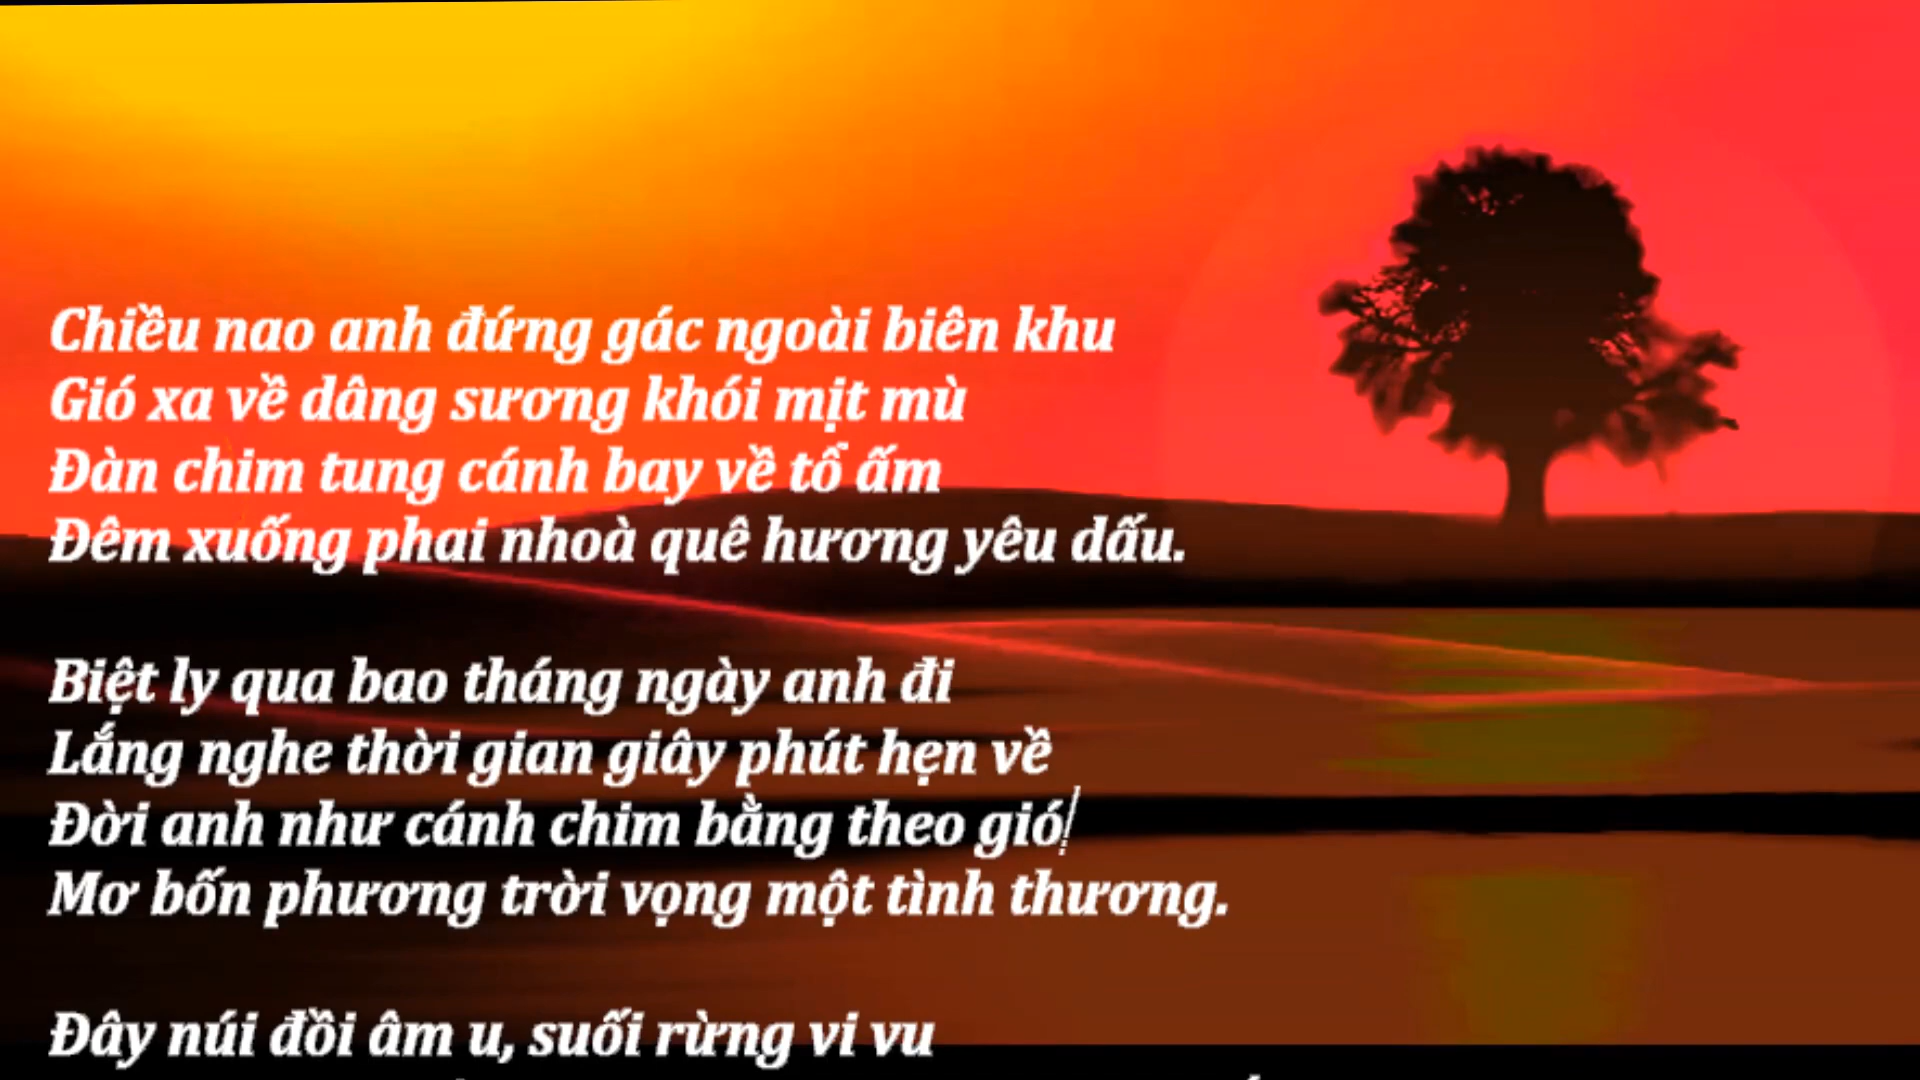 Chiều nao anh đứng gác ngoài biên khu
Gió xa về dâng sương khói mịt mù
Đàn chim tung cánh bay về tổ ấm
Đêm xuống phai nhoà quê hương yêu dấu.
Biệt ly qua bao tháng ngày anh đi
Lắng nghe thời gian giây phút hẹn về
Đời anh như cánh chim bằng theo gió
Mơ bốn phương trời vọng một tình thương.
Đây núi đồi âm u, suối rừng vi vu